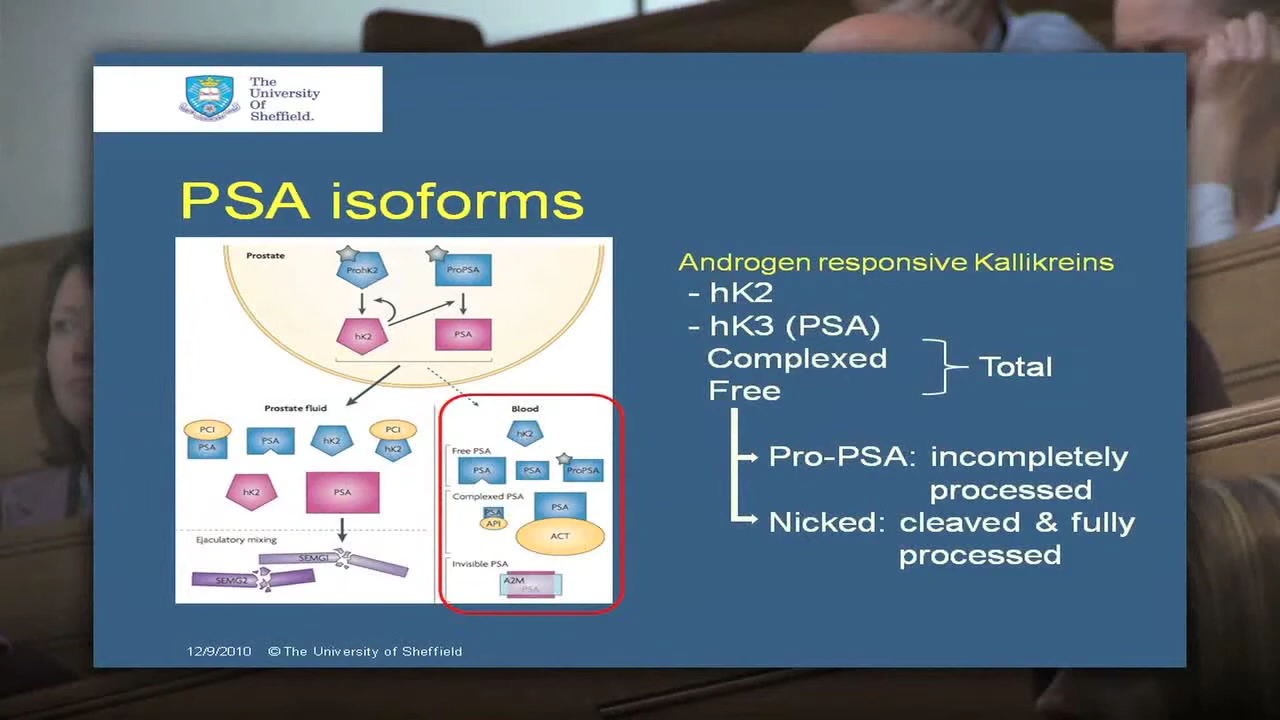 The
University
Of
Sheffield.
PSA isoforms
Prostate
ProhK2
ProPSA
hK2
PSA
Prostate fluid
PCI
PSA
PSA
hK2
PCI
hK2
hK2
PSA
Ejaculatory mixing
SEMG1
SEMG2
Blood
hK2
Free PSA
PSA
PSA
ProPSA
Complexed PSA
PSA
API
PSA
ACT
Invisible PSA
A2M
PSA
Androgen responsive Kallikreins
- hK2
- hK3 (PSA)
Complexed
Free
Total
Pro-PSA: incompletely
processed
Nicked: cleaved & fully
processed
12/9/2010 © The University of Sheffield